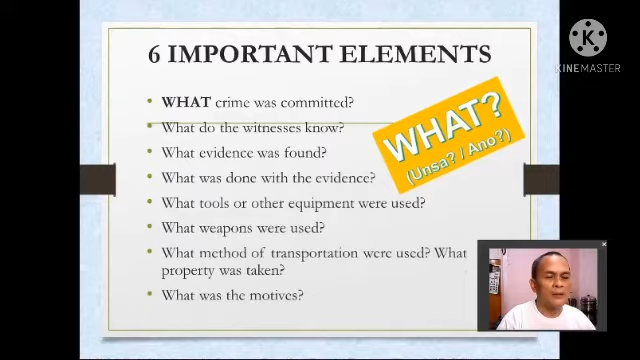 6 IMPORTANT ELEMENTS
• WHAT crime was committed?
• What do the witnesses know?
• What evidence was found?
• What was done with the evidence?
• What tools or other equipment were used?
• What weapons were used?
• What method of transportation were used? What
property was taken?
• What was the motives?
WHAT?
(Unsa? / Ano?)
KINEMASTER